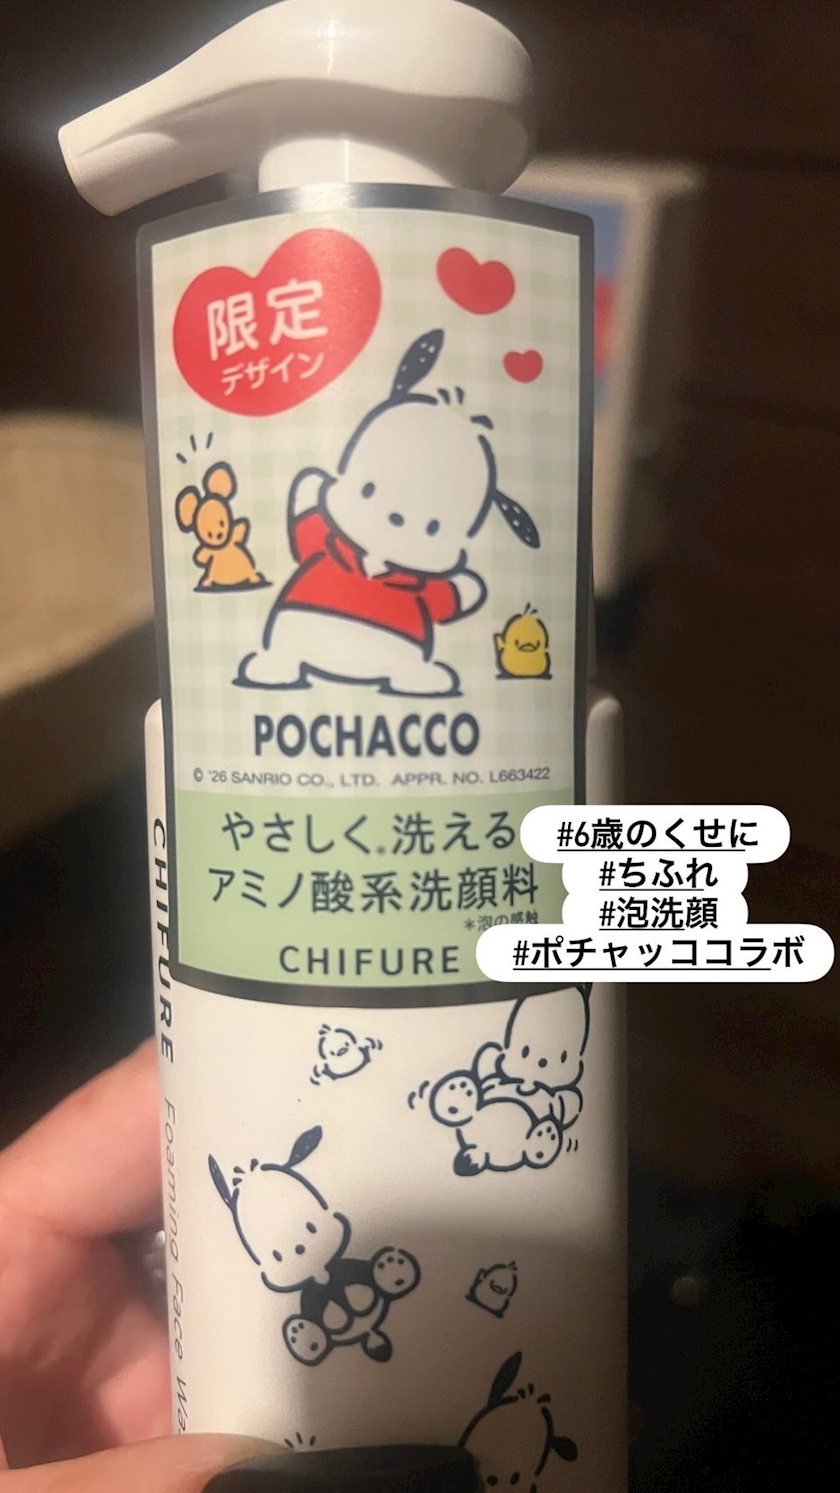 限定
デザイン
POCHACCO
© '26 SANRIO CO., LTD. APPR. NO. L663422
やさしく*洗える
アミノ酸系洗顔料
*泡の感触
CHIFURE
#6歳のくせに
#ちふれ
#泡洗顔
#ポチャッココラボ
CHIFURE Foaming Face